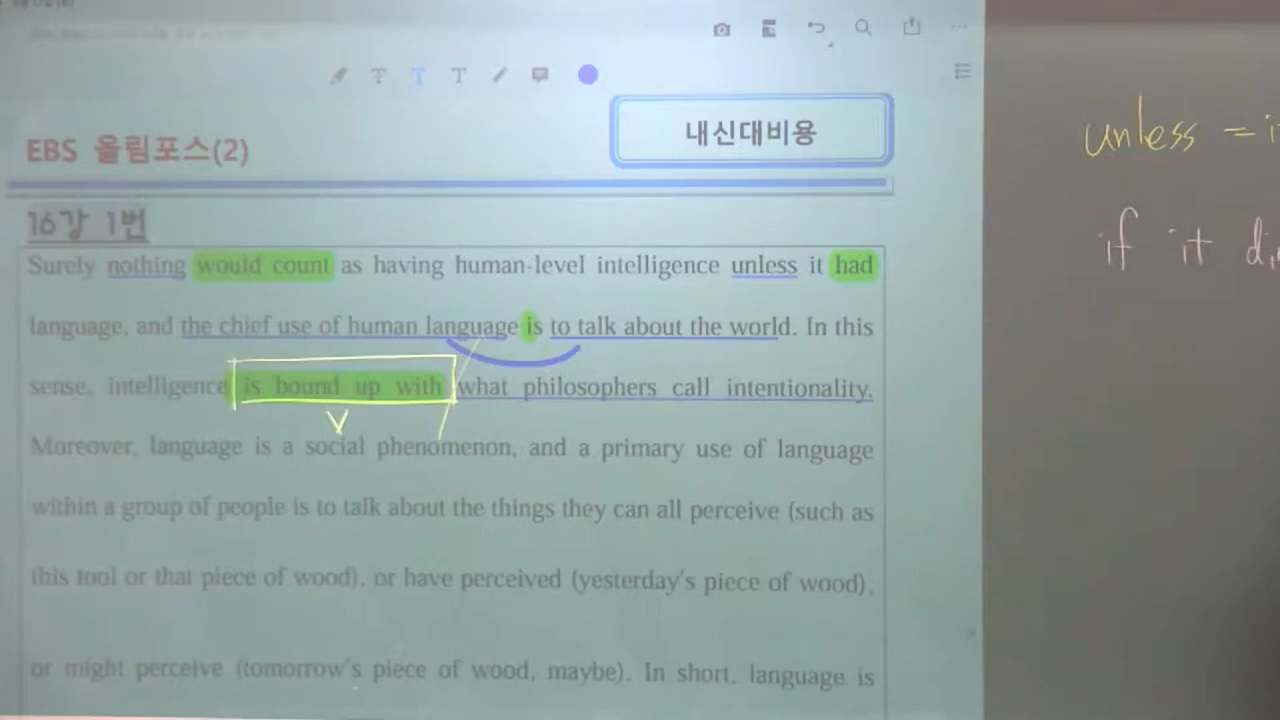 EBS 올림포스(2)
내신대비용
16강 1번
Surely nothing would count as having human-level intelligence unless it had
language, and the chief use of human language is to talk about the world. In this
sense, intelligence is bound up with what philosophers call intentionality.
Moreover, language is a social phenomenon, and a primary use of language
within a group of people is to talk about the things they can all perceive (such as
this tool or that piece of wood), or have perceived (yesterday's piece of wood),
or might perceive (tomorrow's piece of wood, maybe). In short, language is
V
unless = i
if it di